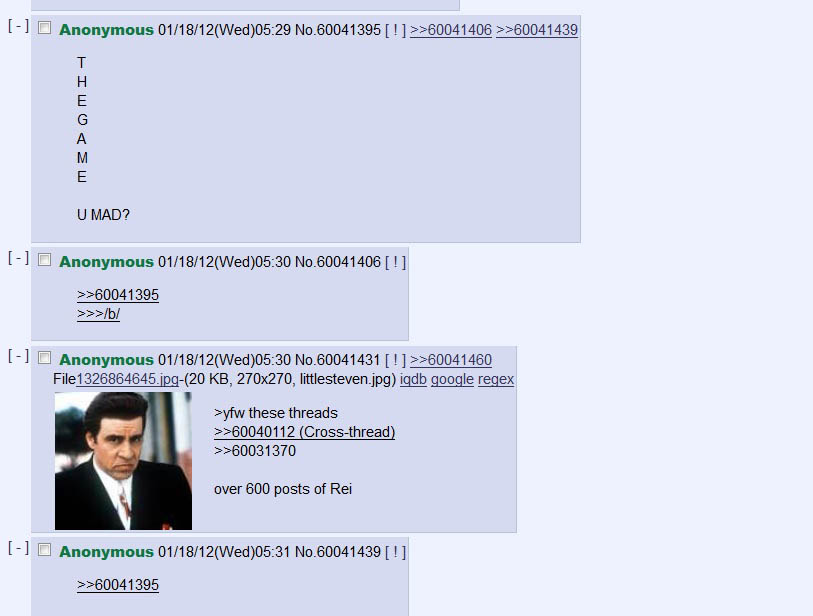 [ - ] Anonymous 01/18/12(Wed)05:29 No.60041395 [ ! ] >>60041406 >>60041439
T
H
E
G
A
M
E
U MAD?
[ - ] Anonymous 01/18/12(Wed)05:30 No.60041406 [ ! ]
>>60041395
>>>/b/
[ - ] Anonymous 01/18/12(Wed)05:30 No.60041431 [ ! ] >>60041460
File1326864645.jpg-(20 KB, 270x270, littlesteven.jpg) iqdb google regex
>yfw these threads
>>60040112 (Cross-thread)
>>60031370
over 600 posts of Rei
[ - ] Anonymous 01/18/12(Wed)05:31 No.60041439 [ ! ]
>>60041395